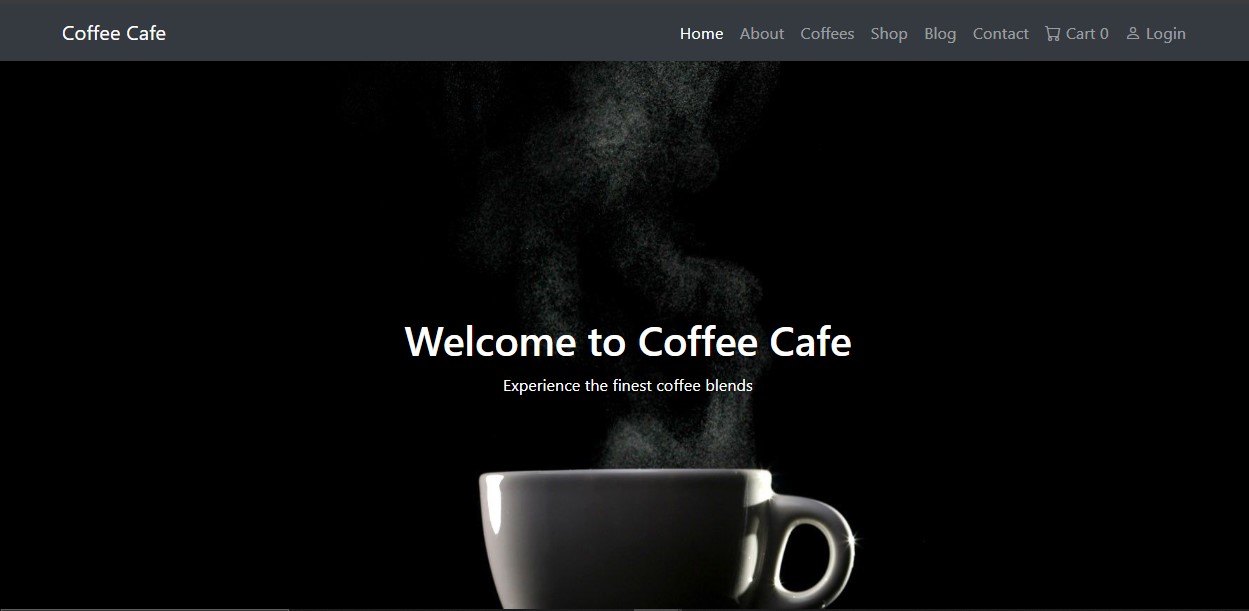 Coffee Cafe Home About Coffees Shop Blog Contact Cart 0 Login
Welcome to Coffee Cafe
Experience the finest coffee blends